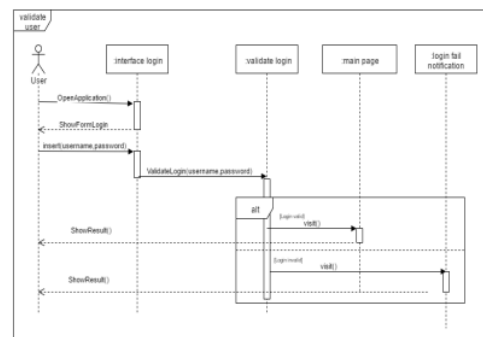 validate
user
:interface login
:validate login
:main page
:login fail
notification
User
OpenApplication()
ShowFormLogin
insert(username,password)
ValidateLogin(username,password)
alt
[Login valid]
visit()
ShowResult()
[Login invalid]
visit()
ShowResult()